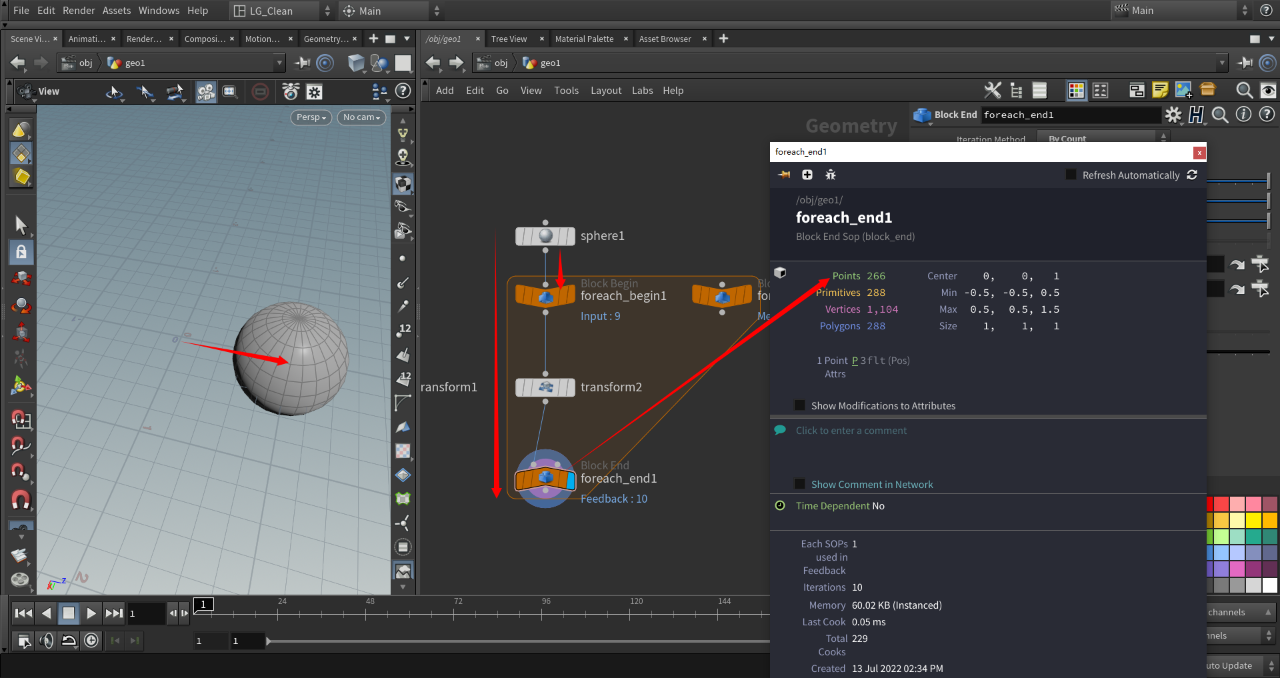 File Edit Render Assets Windows Help LG_Clean Main Main
Scene Vi... Animati... Render... Composi... Motion... Geometry...
/obj/geo1 Tree View Material Palette Asset Browser
obj geo1
obj geo1
View
Add Edit Go View Tools Layout Labs Help
Persp No cam
Geometry
Block End foreach_end1
Iteration Method By Count
foreach_end1
Refresh Automatically
/obj/geo1/
foreach_end1
Block End Sop (block_end)
Points 266
Primitives 288
Vertices 1,104
Polygons 288
Center 0, 0, 1
Min -0.5, -0.5, 0.5
Max 0.5, 0.5, 1.5
Size 1, 1, 1
1 Point Attrs P 3flt (Pos)
Show Modifications to Attributes
Click to enter a comment
Show Comment in Network
Time Dependent No
Each SOPs used in Feedback 1
Iterations 10
Memory 60.02 KB (Instanced)
Last Cook 0.05 ms
Total Cooks 229
Created 13 Jul 2022 02:34 PM
sphere1
Block Begin
foreach_begin1
Input : 9
Blo
for
Me
ransform1
transform2
Block End
foreach_end1
Feedback : 10
12
12
1
1
24 48 72 96 120 144
1 1
channels
nnels
uto Update